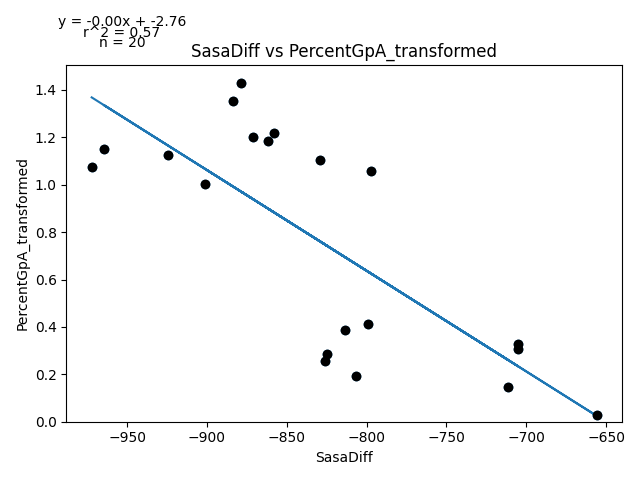 y = -0.00x + -2.76
r^2 = 0.57
n = 20
SasaDiff vs PercentGpA_transformed
PercentGpA_transformed
1.4
1.2
1.0
0.8
0.6
0.4
0.2
0.0
−950 −900 −850 −800 −750 −700 −650
SasaDiff